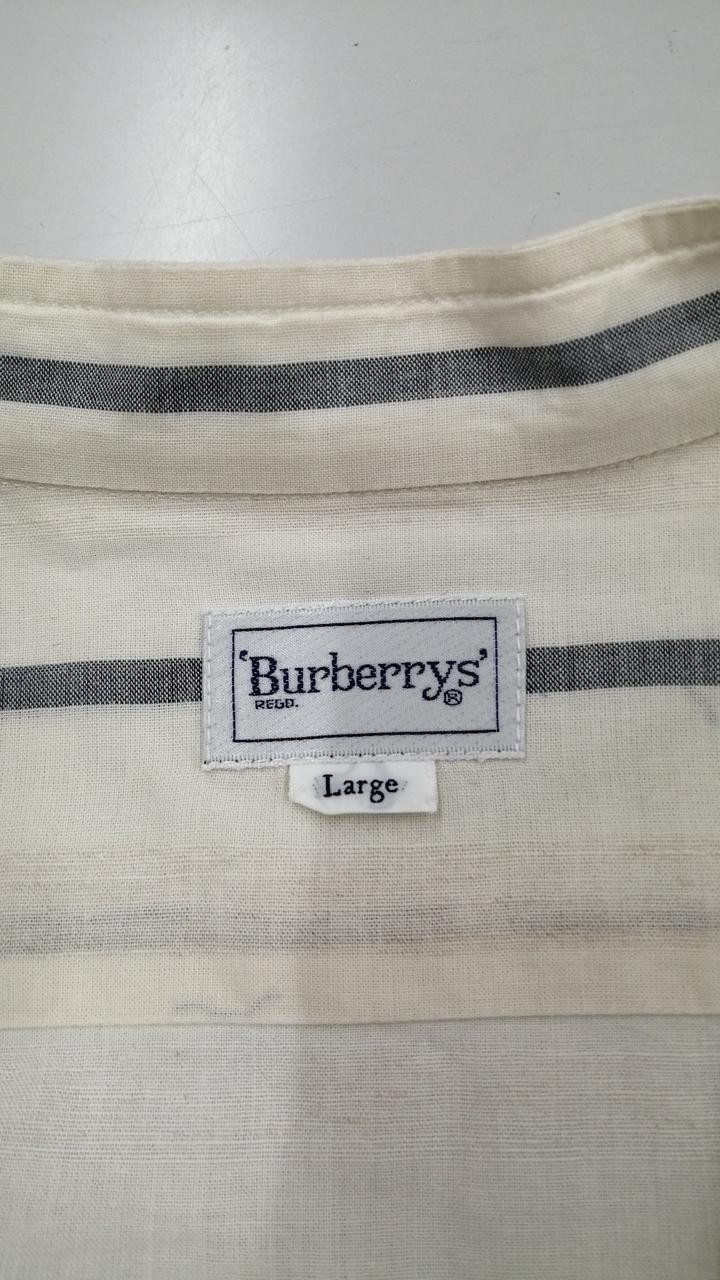 'Burberrys'
REGD. ®
Large